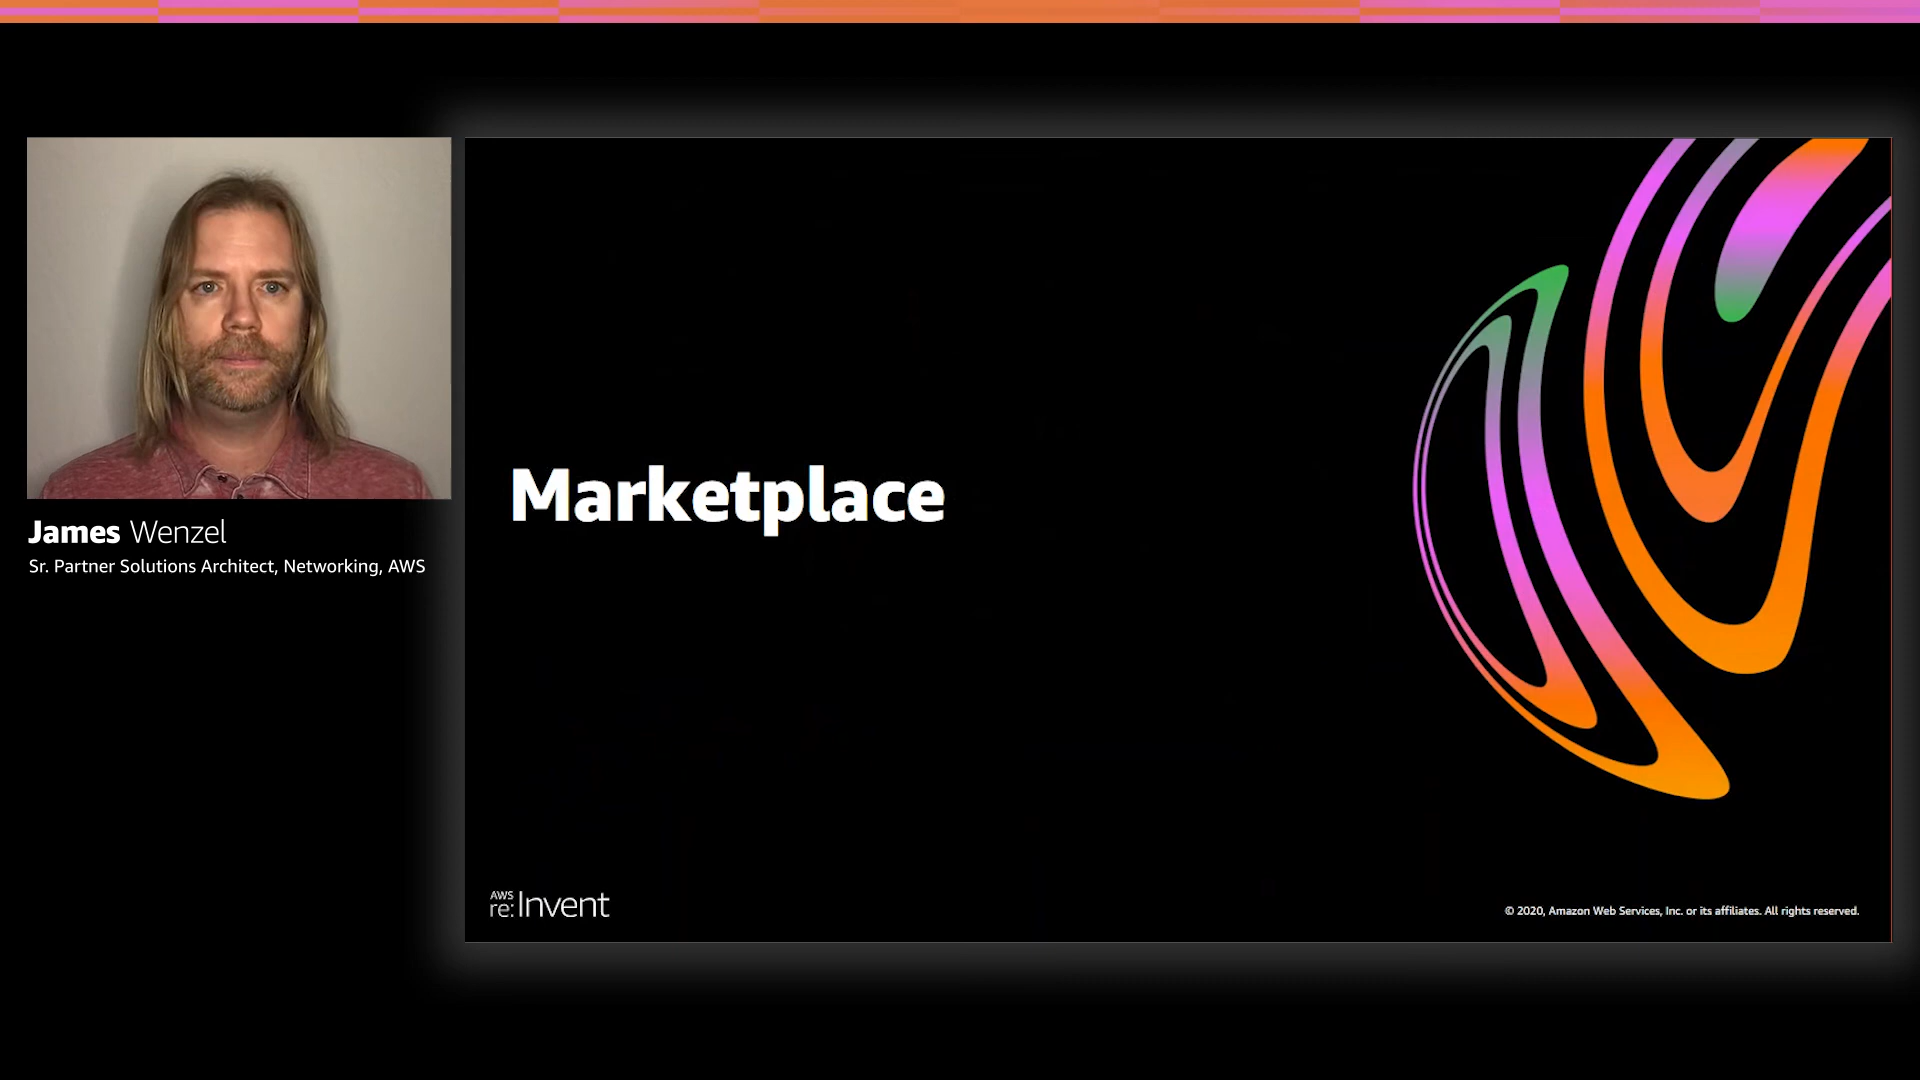 James Wenzel
Sr. Partner Solutions Architect, Networking, AWS
Marketplace
AWS
re:Invent
© 2020, Amazon Web Services, Inc. or its affiliates. All rights reserved.